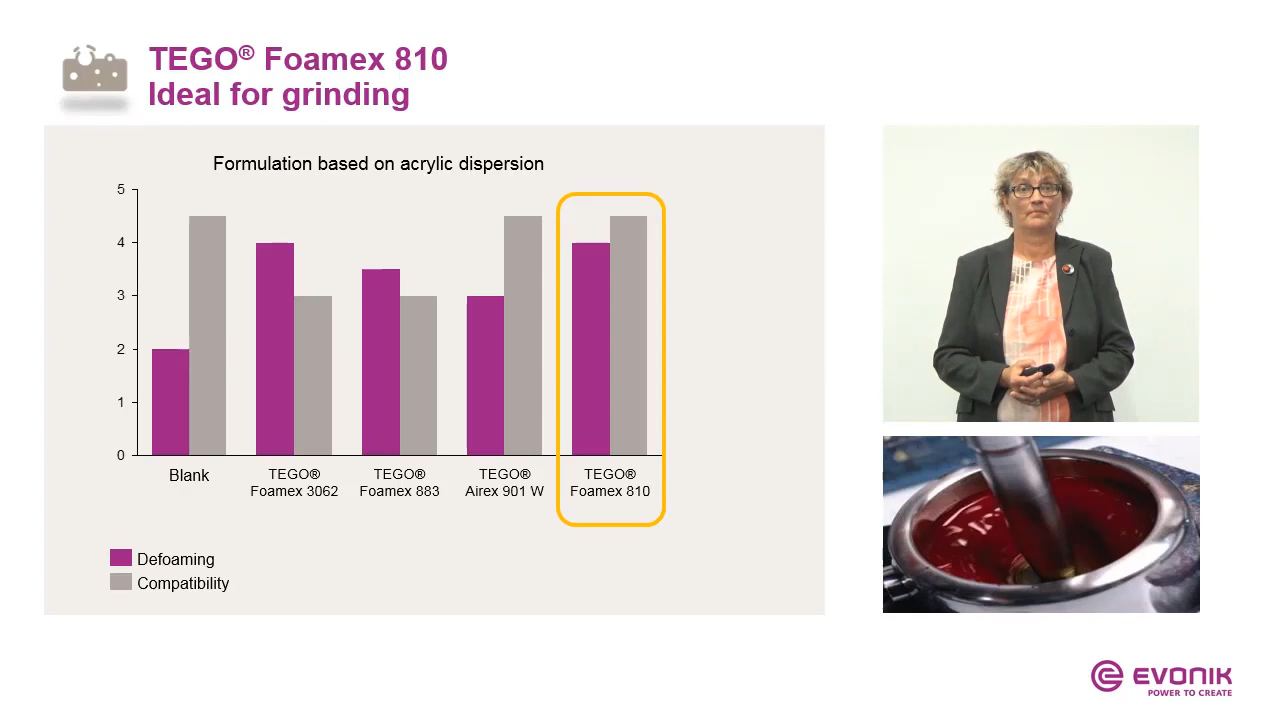 TEGO® Foamex 810
Ideal for grinding
Formulation based on acrylic dispersion
5
4
3
2
1
0
Blank
TEGO®
Foamex 3062
TEGO®
Foamex 883
TEGO®
Airex 901 W
TEGO®
Foamex 810
Defoaming
Compatibility
EVONIK
POWER TO CREATE